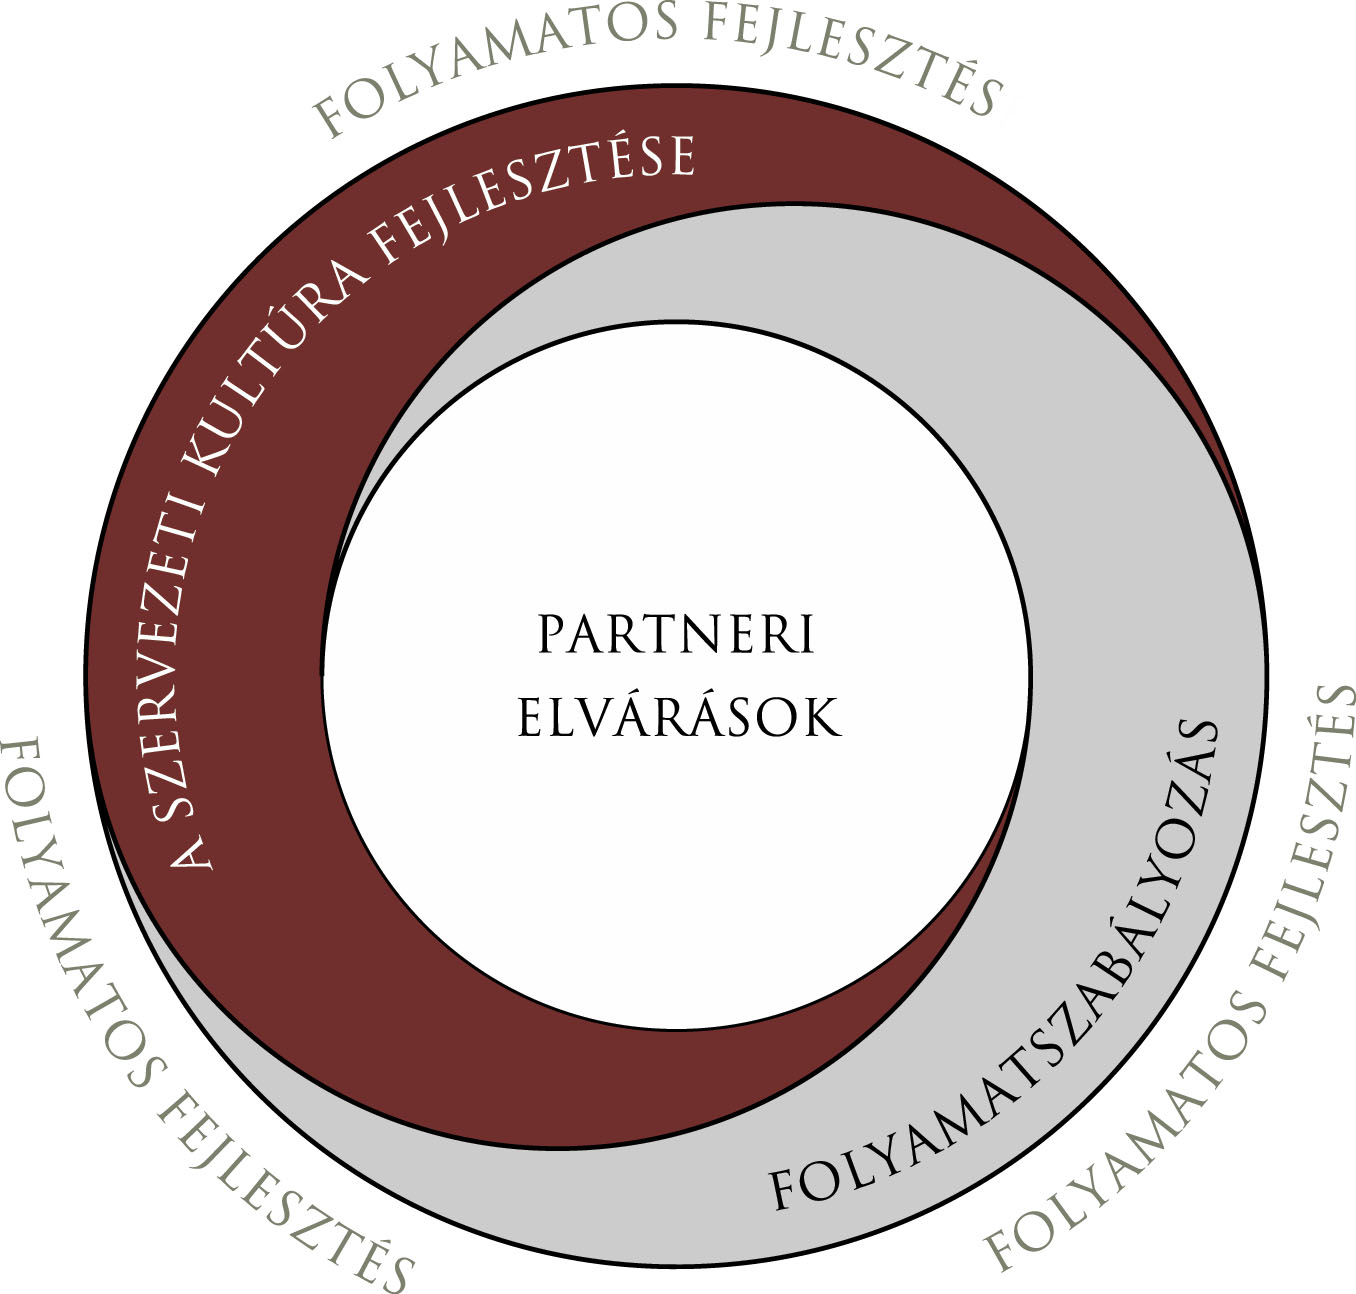 FOLYAMATOS FEJLESZTÉS
A SZERVEZETI KULTÚRA FEJLESZTÉSE
PARTNERI
ELVÁRÁSOK
FOLYAMATSZABÁLYOZÁS
FOLYAMATOS FEJLESZTÉS
FOLYAMATOS FEJLESZTÉS